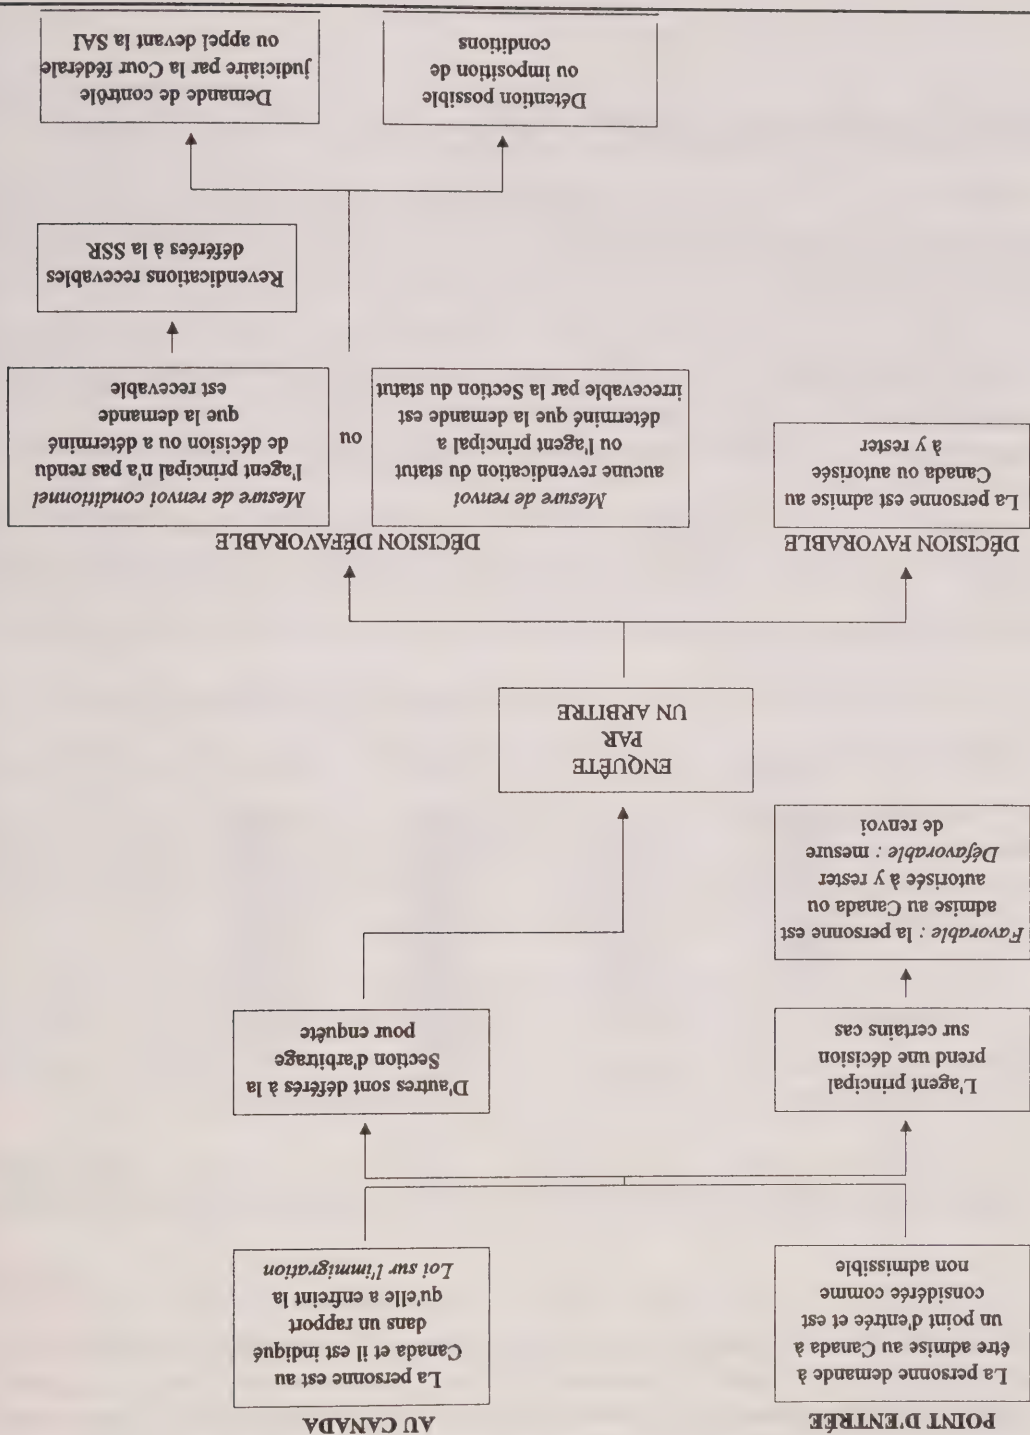 POINT D'ENTRÉE
La personne demande à
être admise au Canada à
un point d'entrée et est
considérée comme
non admissible
AU CANADA
La personne est au
Canada et il est indiqué
dans un rapport
qu'elle a enfreint la
Loi sur l'immigration
L'agent principal
prend une décision
sur certains cas
D'autres sont déférés à la
Section d'arbitrage
pour enquête
Favorable : la personne est
admise au Canada ou
autorisée à y rester
Défavorable : mesure
de renvoi
ENQUÊTE
PAR
UN ARBITRE
DÉCISION FAVORABLE
La personne est admise au
Canada ou autorisée
à y rester
DÉCISION DÉFAVORABLE
Mesure de renvoi
aucune revendication du statut
ou l'agent principal a
déterminé que la demande est
irrecevable par la Section du statut
ou
Mesure de renvoi conditionnel
l'agent principal n'a pas rendu
de décision ou a déterminé
que la demande
est recevable
Revendications recevables
déférées à la SSR
Détention possible
ou imposition de
conditions
Demande de contrôle
judiciaire par la Cour fédérale
ou appel devant la SAI